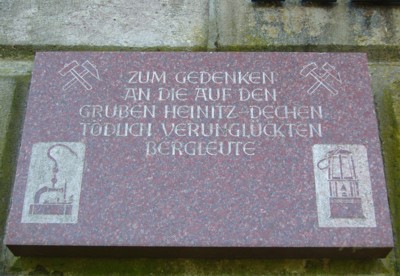 ZUM GEDENKEN
AN DIE AUF DEN
GRUBEN HEINITZ-DECHEN
TÖDLICH VERUNGLÜCKTEN
BERGLEUTE